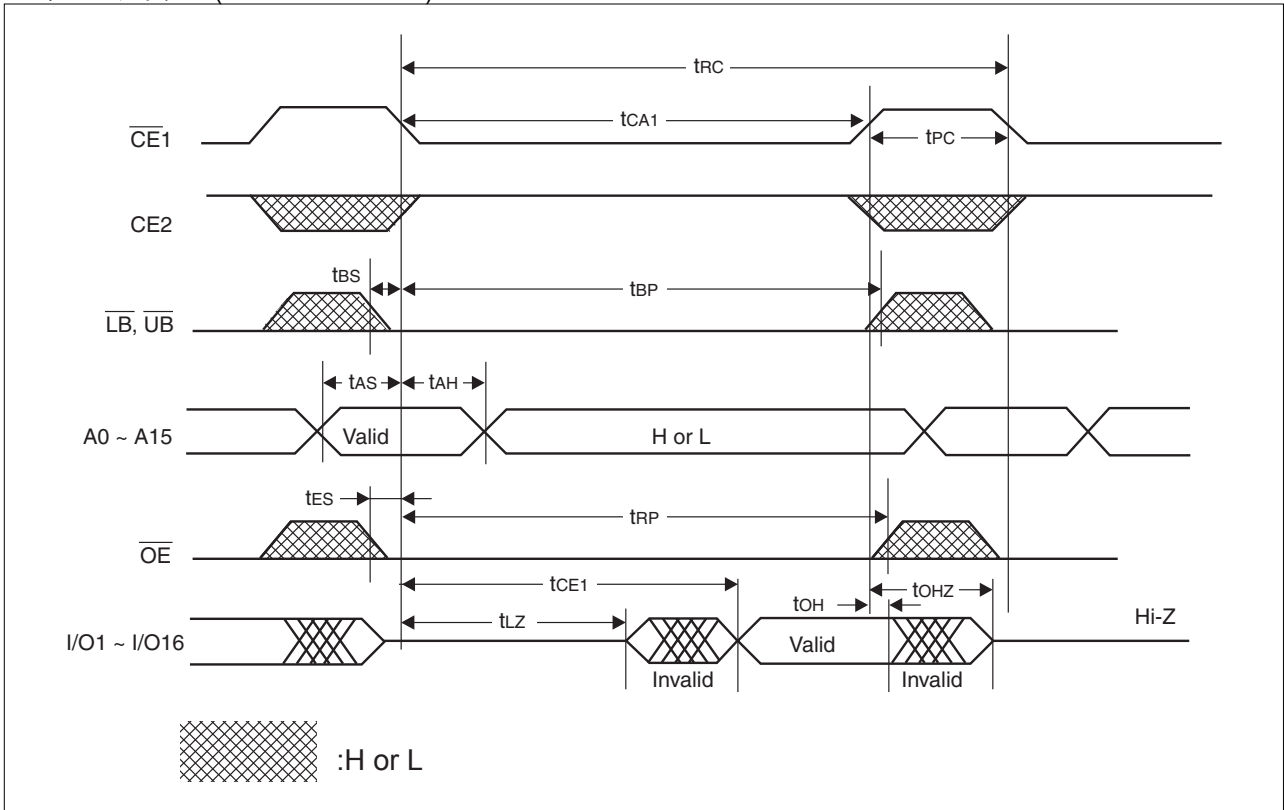 tRC
tCA1
tPC
CE1
CE2
tBS
tBP
LB, UB
tAS
tAH
A0 ~ A15
Valid
H or L
tES
tRP
OE
tCE1
tOH
tOHZ
tLZ
Hi-Z
I/O1 ~ I/O16
Valid
Invalid
Invalid
:H or L